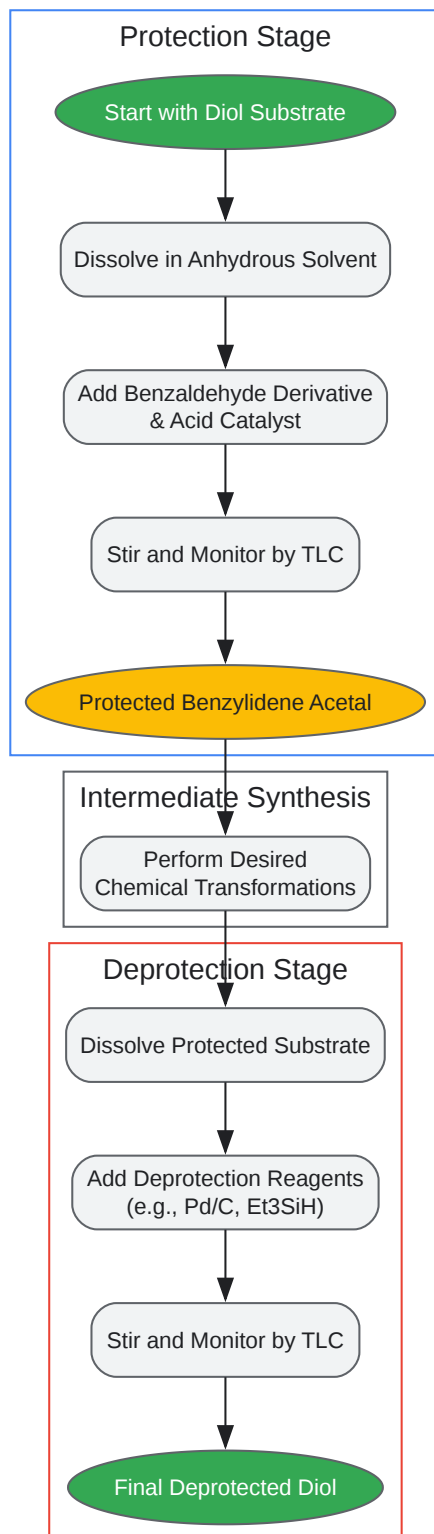 Protection Stage
Start with Diol Substrate
Dissolve in Anhydrous Solvent
Add Benzaldehyde Derivative
& Acid Catalyst
Stir and Monitor by TLC
Protected Benzylidene Acetal
Intermediate Synthesis
Perform Desired
Chemical Transformations
Deprotection Stage
Dissolve Protected Substrate
Add Deprotection Reagents
(e.g., Pd/C, Et3SiH)
Stir and Monitor by TLC
Final Deprotected Diol